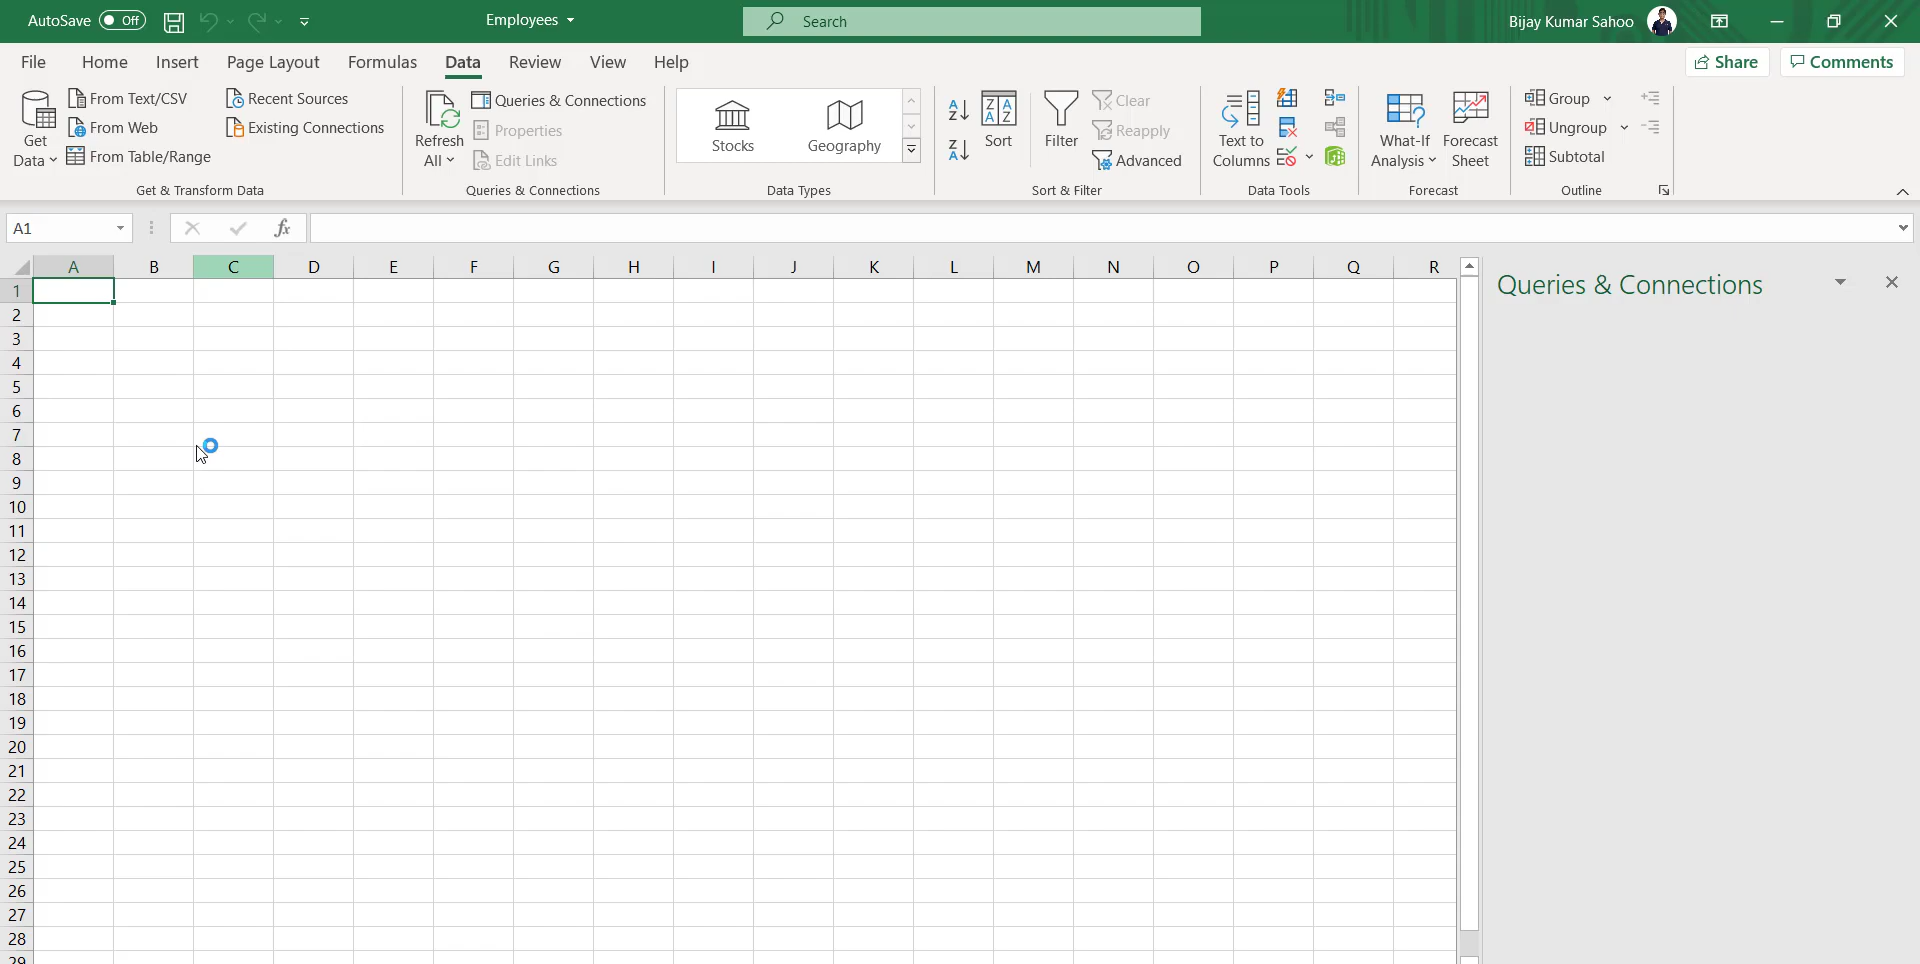 AutoSave Off Employees Search Bijay Kumar Sahoo
File Home Insert Page Layout Formulas Data Review View Help Share Comments
Get Data
From Text/CSV
From Web
From Table/Range
Recent Sources
Existing Connections
Get & Transform Data
Refresh All
Queries & Connections
Properties
Edit Links
Queries & Connections
Stocks Geography
Data Types
Sort
Filter
Clear
Reapply
Advanced
Sort & Filter
Text to Columns
Data Tools
What-If Analysis
Forecast Sheet
Forecast
Group
Ungroup
Subtotal
Outline
A1 fx
A B C D E F G H I J K L M N O P Q R
Queries & Connections
1
2
3
4
5
6
7
8
9
10
11
12
13
14
15
16
17
18
19
20
21
22
23
24
25
26
27
28
29